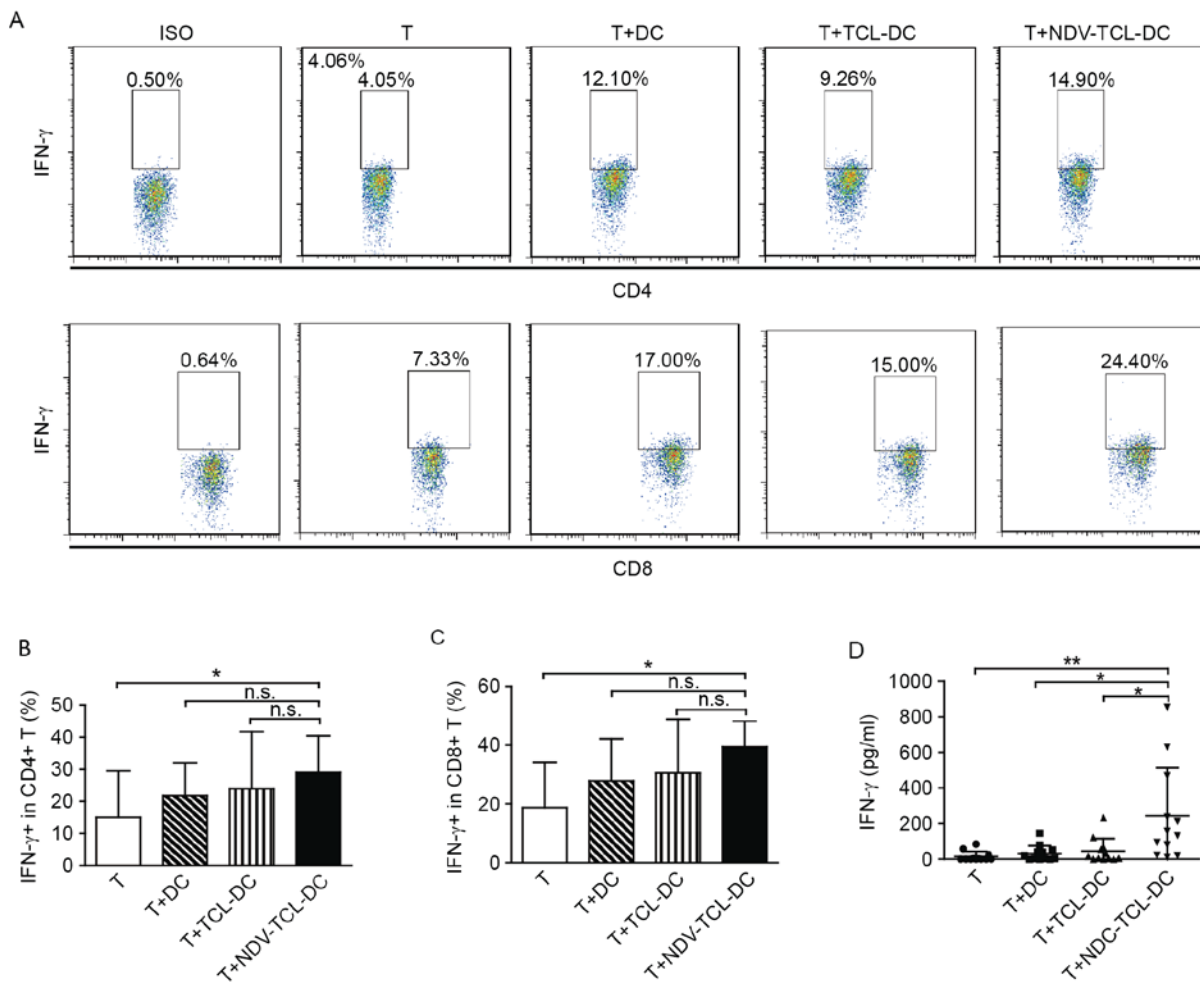 A
ISO T T+DC T+TCL-DC T+NDV-TCL-DC
4.06%
0.50% 4.05% 12.10% 9.26% 14.90%
IFN-γ
CD4
0.64% 7.33% 17.00% 15.00% 24.40%
IFN-γ
CD8
B
*
n.s.
n.s.
IFN-γ+ in CD4+ T (%)
50
40
30
20
10
0
T T+DC T+TCL-DC T+NDV-TCL-DC
C
*
n.s.
n.s.
IFN-γ+ in CD8+ T (%)
60
40
20
0
T T+DC T+TCL-DC T+NDV-TCL-DC
D
**
*
*
IFN-γ (pg/ml)
1000
800
600
400
200
0
T T+DC T+TCL-DC T+NDC-TCL-DC